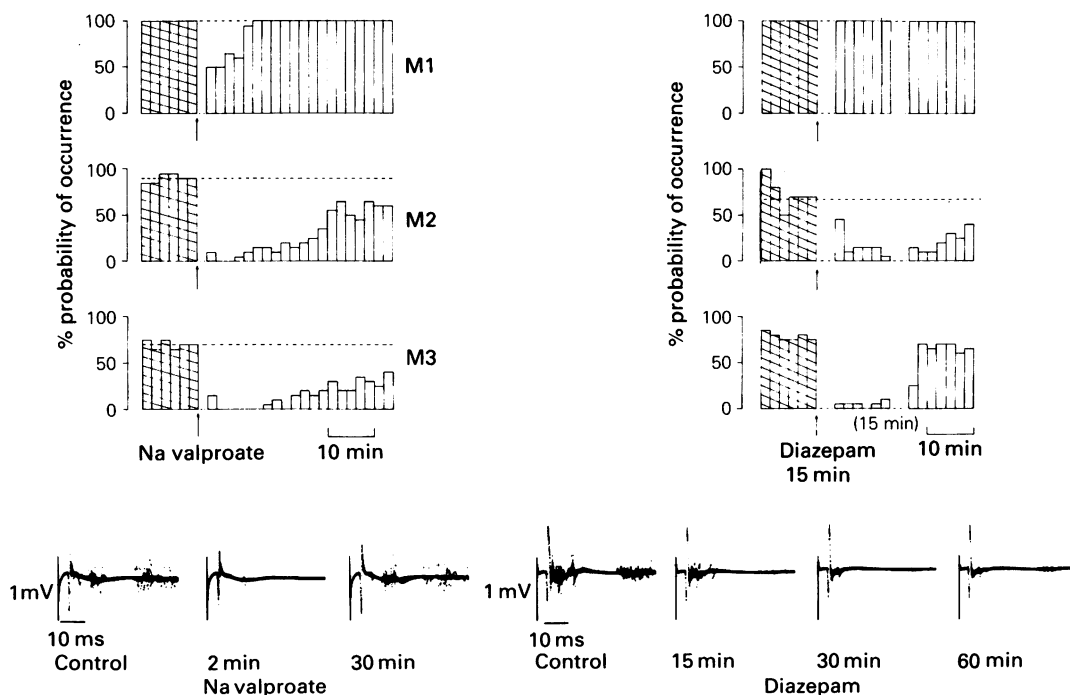 % probability of occurrence
100
50
0
M1
100
50
0
M2
100
50
0
M3
Na valproate
10 min
% probability of occurrence
100
50
0
100
50
0
100
50
0
(15 min)
Diazepam
15 min
10 min
1mV
10 ms
Control
2 min
30 min
Na valproate
1 mV
10 ms
Control
15 min
30 min
60 min
Diazepam